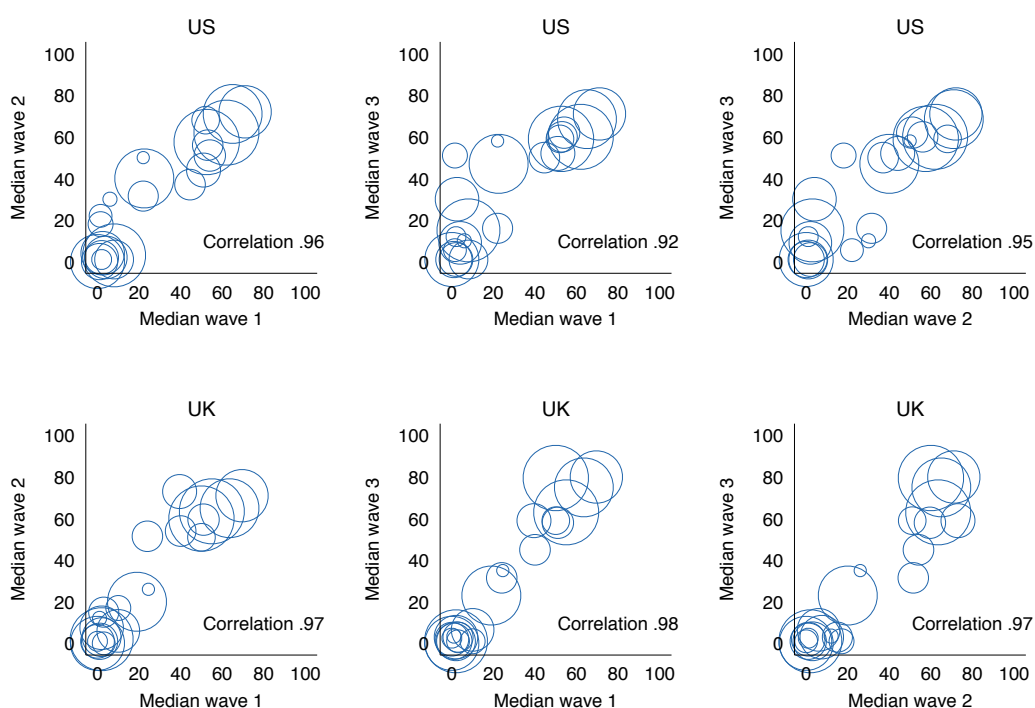 US
Median wave 2
100
80
60
40
20
0
Correlation .96
0 20 40 60 80 100
Median wave 1
US
Median wave 3
100
80
60
40
20
0
Correlation .92
0 20 40 60 80 100
Median wave 1
US
Median wave 3
100
80
60
40
20
0
Correlation .95
0 20 40 60 80 100
Median wave 2
UK
Median wave 2
100
80
60
40
20
0
Correlation .97
0 20 40 60 80 100
Median wave 1
UK
Median wave 3
100
80
60
40
20
0
Correlation .98
0 20 40 60 80 100
Median wave 1
UK
Median wave 3
100
80
60
40
20
0
Correlation .97
0 20 40 60 80 100
Median wave 2